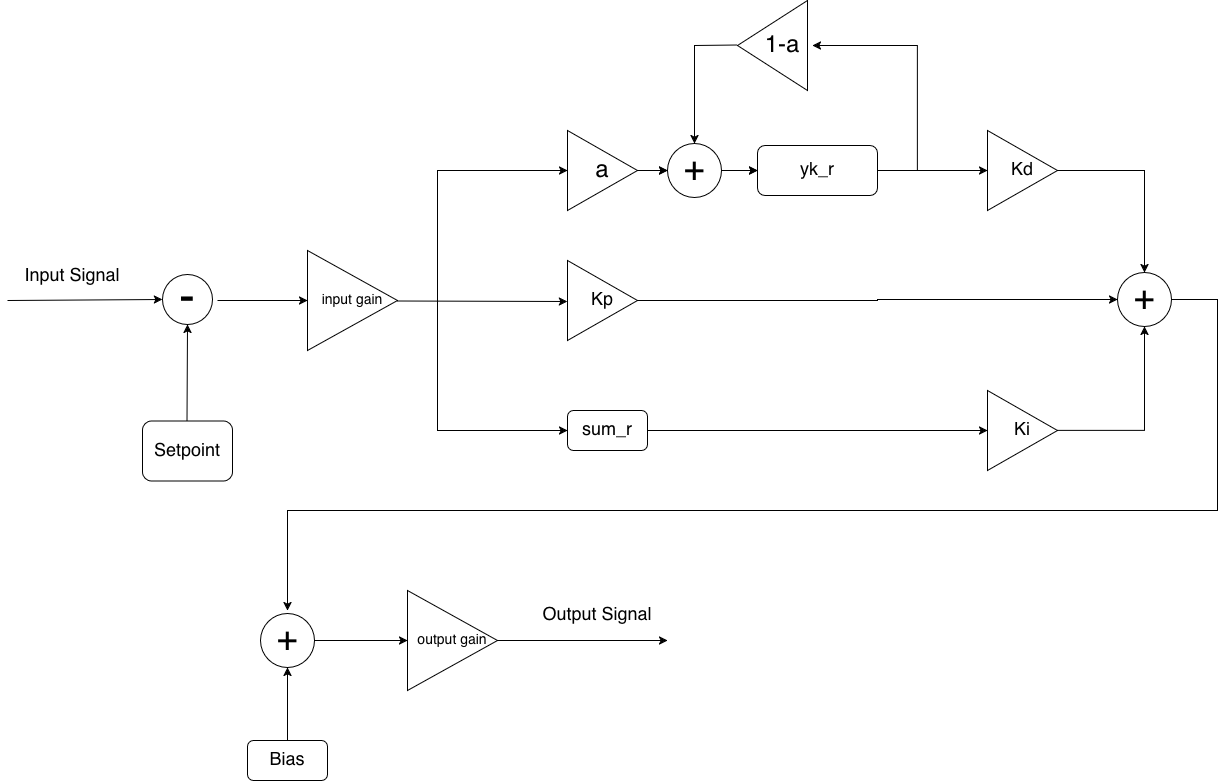 1-a
a
+
yk_r
Kd
Input Signal
-
input gain
Kp
+
Setpoint
sum_r
Ki
Output Signal
+
output gain
Bias